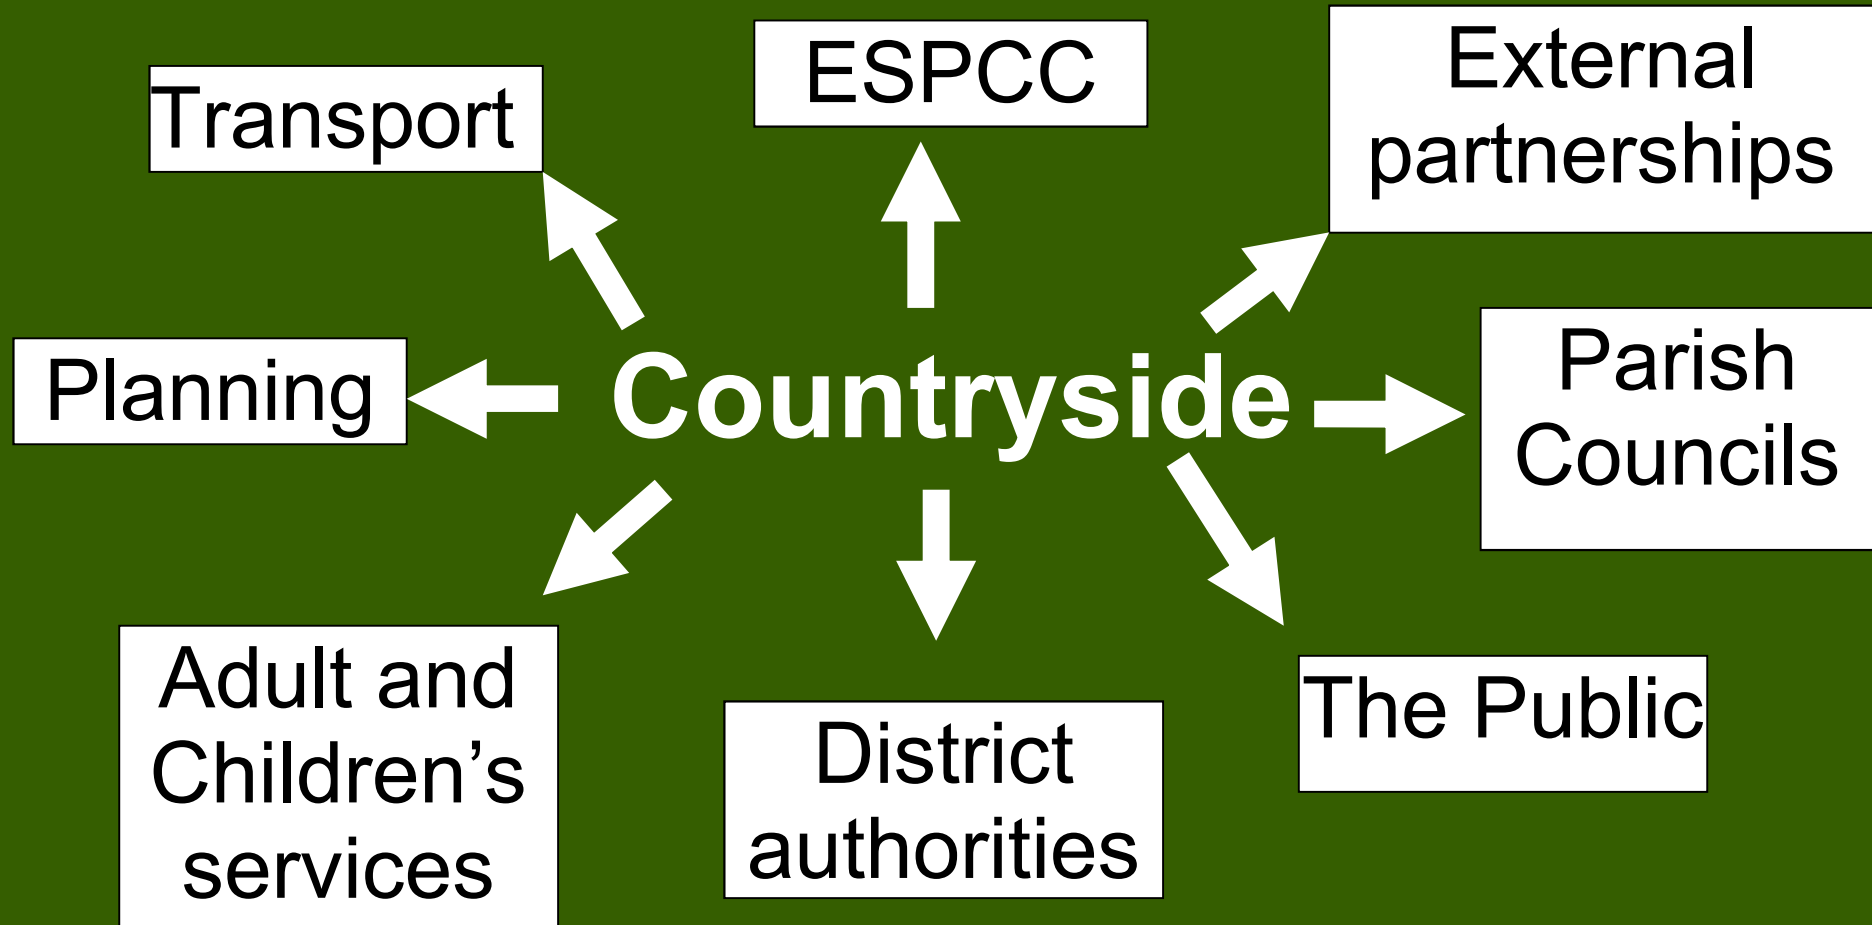 ESPCC
External
partnerships
Transport
Planning
Countryside
Parish
Councils
Adult and
Children’s
services
District
authorities
The Public